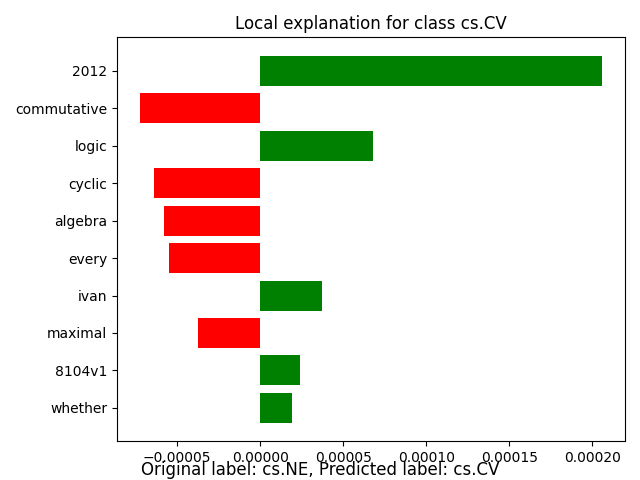 Local explanation for class cs.CV
2012
commutative
logic
cyclic
algebra
every
ivan
maximal
8104v1
whether
−0.00005 0.00000 0.00005 0.00010 0.00015 0.00020
Original label: cs.NE, Predicted label: cs.CV